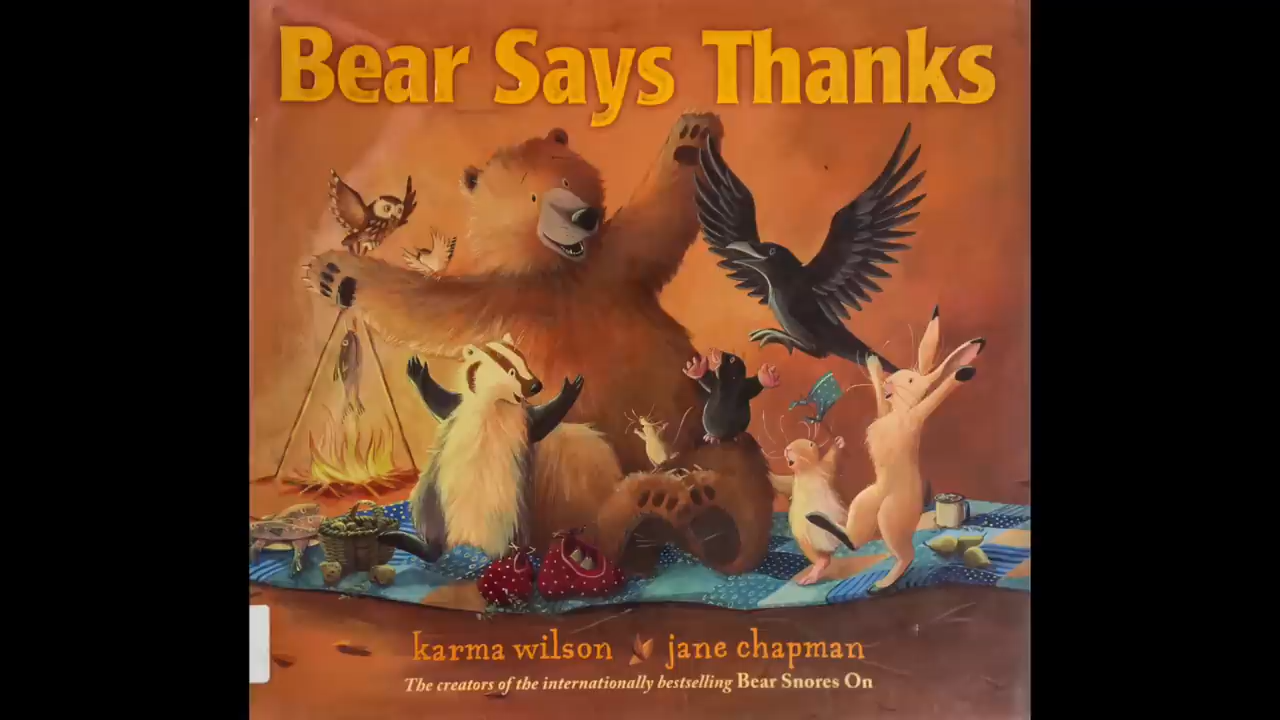 Bear Says Thanks
karma wilson jane chapman
The creators of the internationally bestselling Bear Snores On